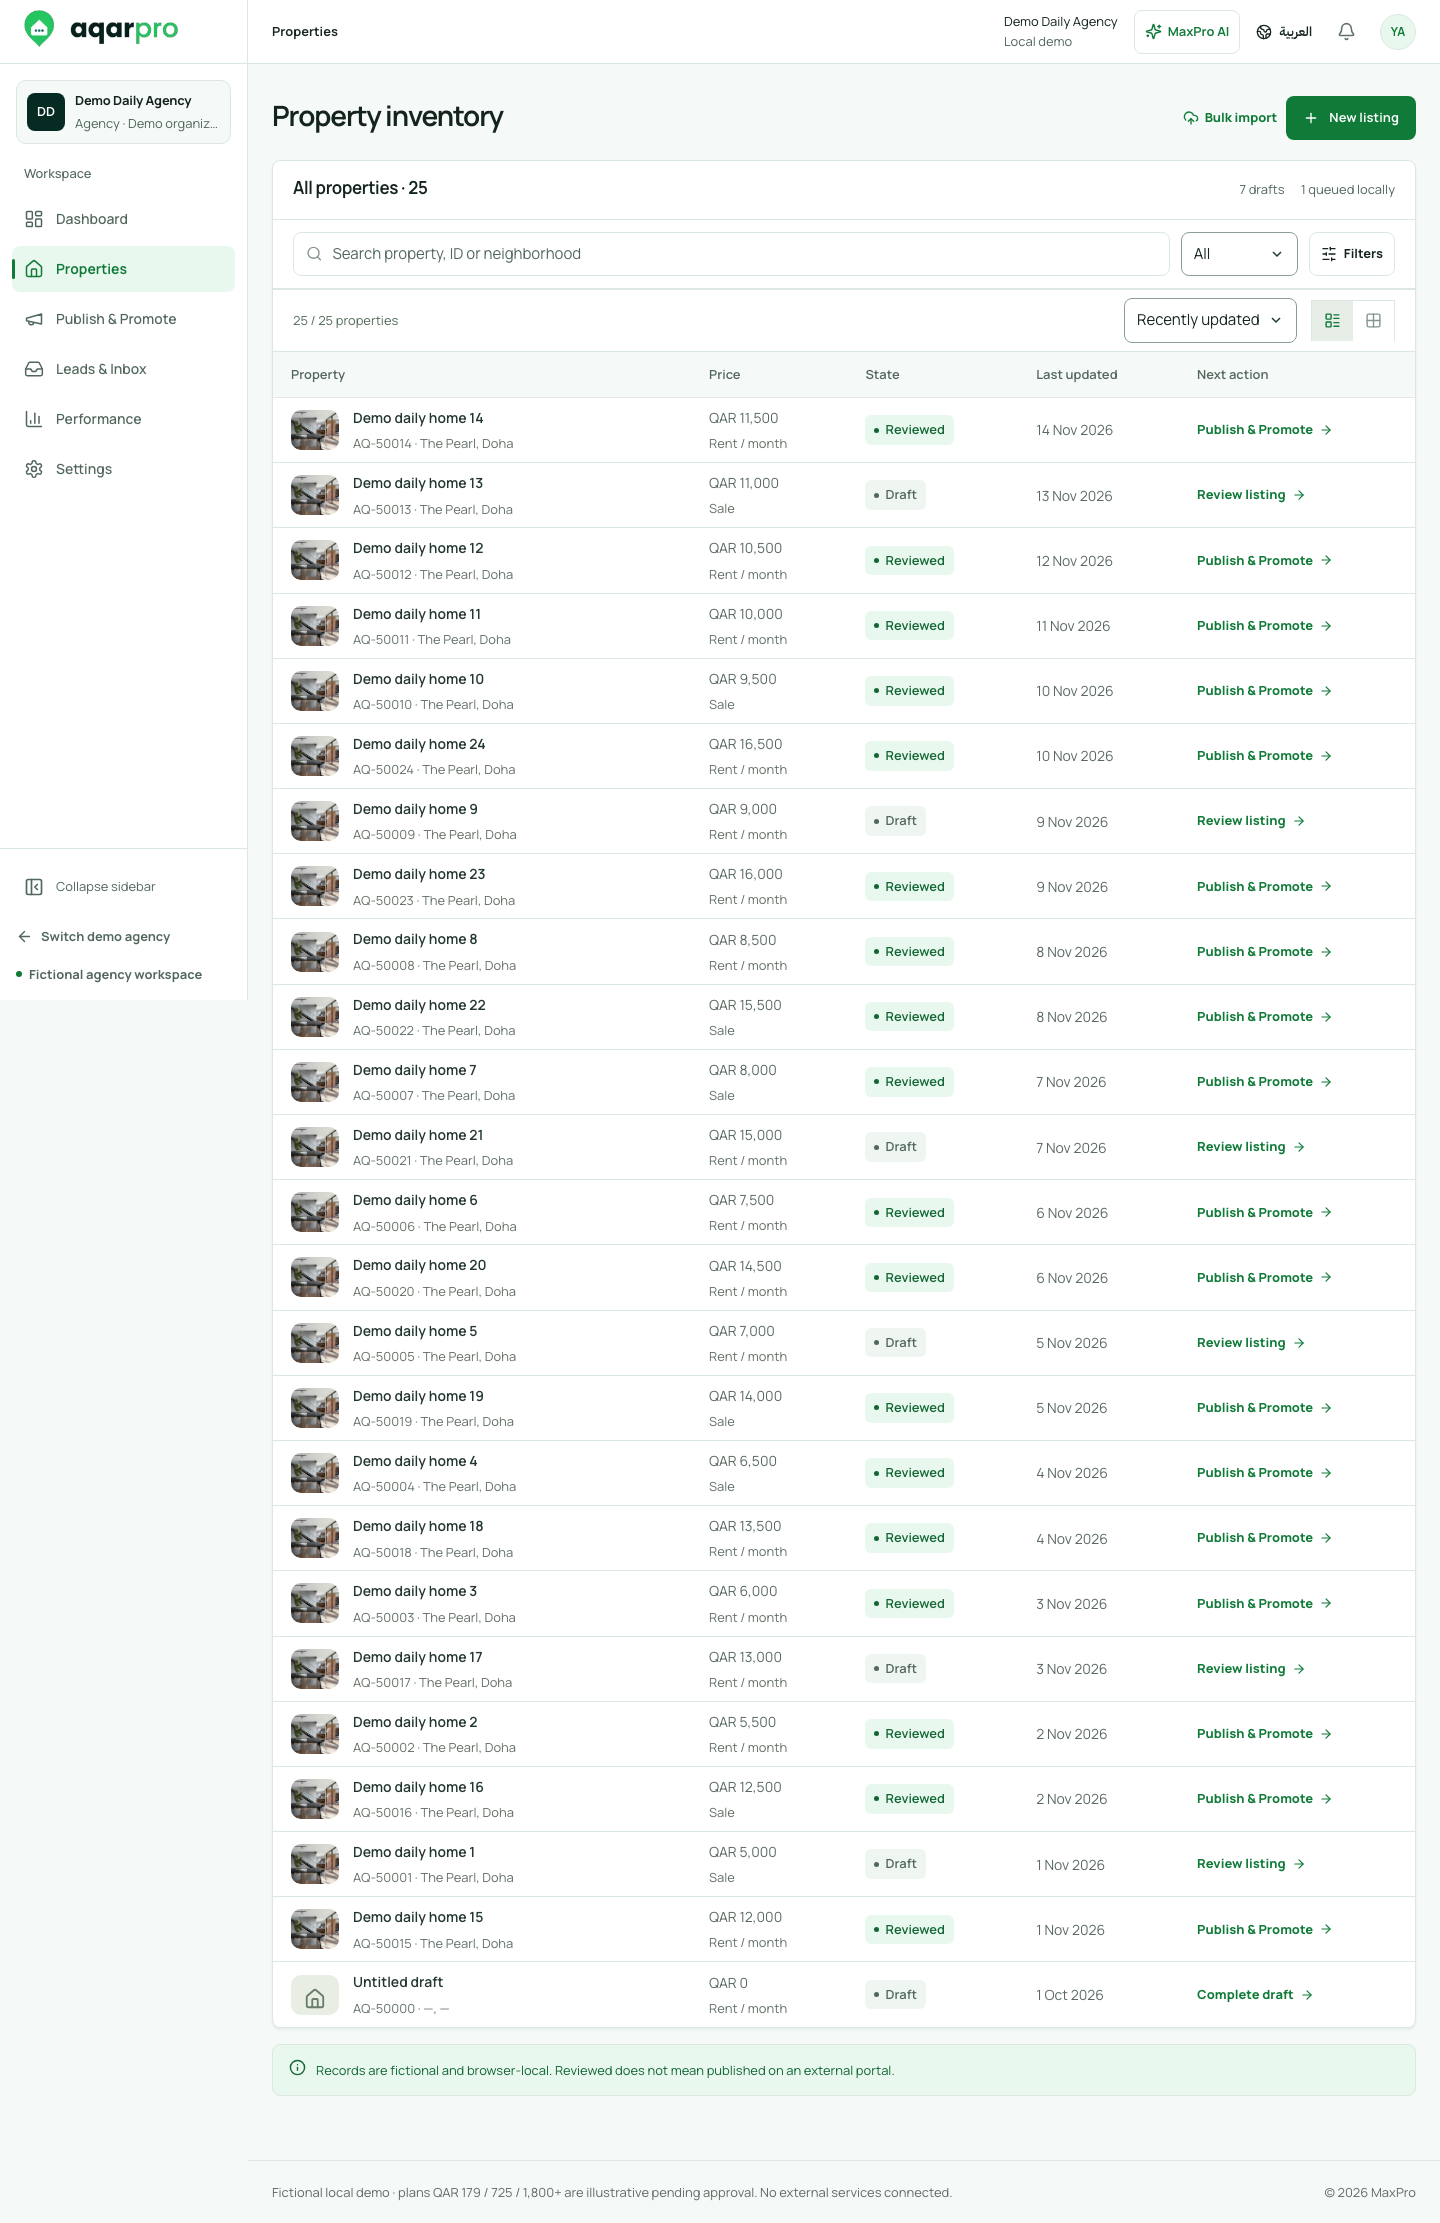 aqarpro
Properties
Demo Daily Agency
Local demo
MaxPro AI
العربية
YA
DD
Demo Daily Agency
Agency · Demo organiz...
Workspace
Dashboard
Properties
Publish & Promote
Leads & Inbox
Performance
Settings
Collapse sidebar
Switch demo agency
Fictional agency workspace
Property inventory
Bulk import
New listing
All properties · 25
7 drafts 1 queued locally
Search property, ID or neighborhood
All
Filters
25 / 25 properties
Recently updated
Property Price State Last updated Next action
Demo daily home 14 QAR 11,500 Reviewed 14 Nov 2026 Publish & Promote
AQ-50014 · The Pearl, Doha Rent / month
Demo daily home 13 QAR 11,000 Draft 13 Nov 2026 Review listing
AQ-50013 · The Pearl, Doha Sale
Demo daily home 12 QAR 10,500 Reviewed 12 Nov 2026 Publish & Promote
AQ-50012 · The Pearl, Doha Rent / month
Demo daily home 11 QAR 10,000 Reviewed 11 Nov 2026 Publish & Promote
AQ-50011 · The Pearl, Doha Rent / month
Demo daily home 10 QAR 9,500 Reviewed 10 Nov 2026 Publish & Promote
AQ-50010 · The Pearl, Doha Sale
Demo daily home 24 QAR 16,500 Reviewed 10 Nov 2026 Publish & Promote
AQ-50024 · The Pearl, Doha Rent / month
Demo daily home 9 QAR 9,000 Draft 9 Nov 2026 Review listing
AQ-50009 · The Pearl, Doha Rent / month
Demo daily home 23 QAR 16,000 Reviewed 9 Nov 2026 Publish & Promote
AQ-50023 · The Pearl, Doha Rent / month
Demo daily home 8 QAR 8,500 Reviewed 8 Nov 2026 Publish & Promote
AQ-50008 · The Pearl, Doha Rent / month
Demo daily home 22 QAR 15,500 Reviewed 8 Nov 2026 Publish & Promote
AQ-50022 · The Pearl, Doha Sale
Demo daily home 7 QAR 8,000 Reviewed 7 Nov 2026 Publish & Promote
AQ-50007 · The Pearl, Doha Sale
Demo daily home 21 QAR 15,000 Draft 7 Nov 2026 Review listing
AQ-50021 · The Pearl, Doha Rent / month
Demo daily home 6 QAR 7,500 Reviewed 6 Nov 2026 Publish & Promote
AQ-50006 · The Pearl, Doha Rent / month
Demo daily home 20 QAR 14,500 Reviewed 6 Nov 2026 Publish & Promote
AQ-50020 · The Pearl, Doha Rent / month
Demo daily home 5 QAR 7,000 Draft 5 Nov 2026 Review listing
AQ-50005 · The Pearl, Doha Rent / month
Demo daily home 19 QAR 14,000 Reviewed 5 Nov 2026 Publish & Promote
AQ-50019 · The Pearl, Doha Sale
Demo daily home 4 QAR 6,500 Reviewed 4 Nov 2026 Publish & Promote
AQ-50004 · The Pearl, Doha Sale
Demo daily home 18 QAR 13,500 Reviewed 4 Nov 2026 Publish & Promote
AQ-50018 · The Pearl, Doha Rent / month
Demo daily home 3 QAR 6,000 Reviewed 3 Nov 2026 Publish & Promote
AQ-50003 · The Pearl, Doha Rent / month
Demo daily home 17 QAR 13,000 Draft 3 Nov 2026 Review listing
AQ-50017 · The Pearl, Doha Rent / month
Demo daily home 2 QAR 5,500 Reviewed 2 Nov 2026 Publish & Promote
AQ-50002 · The Pearl, Doha Rent / month
Demo daily home 16 QAR 12,500 Reviewed 2 Nov 2026 Publish & Promote
AQ-50016 · The Pearl, Doha Sale
Demo daily home 1 QAR 5,000 Draft 1 Nov 2026 Review listing
AQ-50001 · The Pearl, Doha Sale
Demo daily home 15 QAR 12,000 Reviewed 1 Nov 2026 Publish & Promote
AQ-50015 · The Pearl, Doha Rent / month
Untitled draft QAR 0 Draft 1 Oct 2026 Complete draft
AQ-50000 · —, — Rent / month
Records are fictional and browser-local. Reviewed does not mean published on an external portal.
Fictional local demo · plans QAR 179 / 725 / 1,800+ are illustrative pending approval. No external services connected.
© 2026 MaxPro